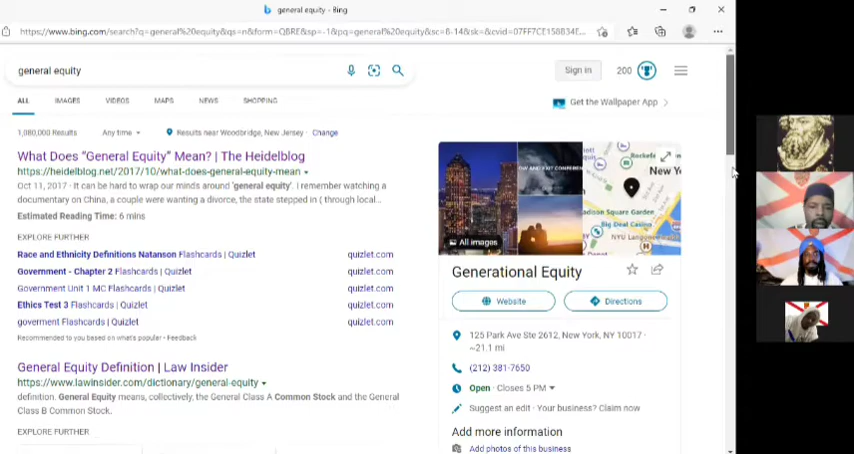 general equity - Bing
https://www.bing.com/search?q=general%20equity&qs=n&form=QBRE&sp=-1&pq=general%20equity&sc=8-14&sk=&cvid=07FF7CE158834E...
general equity
Sign in
200
ALL IMAGES VIDEOS MAPS NEWS SHOPPING
Get the Wallpaper App
1,080,000 Results Any time Results near Woodbridge, New Jersey · Change
What Does "General Equity" Mean? | The Heidelblog
https://heidelblog.net/2017/10/what-does-general-equity-mean
Oct 11, 2017 · It can be hard to wrap our minds around 'general equity'. I remember watching a
documentary on China, a couple were wanting a divorce, the state stepped in ( through local...
Estimated Reading Time: 6 mins
EXPLORE FURTHER
Race and Ethnicity Definitions Natanson Flashcards | Quizlet quizlet.com
Government - Chapter 2 Flashcards | Quizlet quizlet.com
Government Unit 1 MC Flashcards | Quizlet quizlet.com
Ethics Test 3 Flashcards | Quizlet quizlet.com
goverment Flashcards | Quizlet quizlet.com
Recommended to you based on what's popular · Feedback
General Equity Definition | Law Insider
https://www.lawinsider.com/dictionary/general-equity
definition. General Equity means, collectively, the General Class A Common Stock and the General
Class B Common Stock.
EXPLORE FURTHER
New Yo
Madison Square Garden
Big Deal Casino
NYU Langone
All images
Generational Equity
Website Directions
125 Park Ave Ste 2612, New York, NY 10017 ·
~21.1 mi
(212) 381-7650
Open · Closes 5 PM
Suggest an edit · Your business? Claim now
Add more information
Add photos of this business